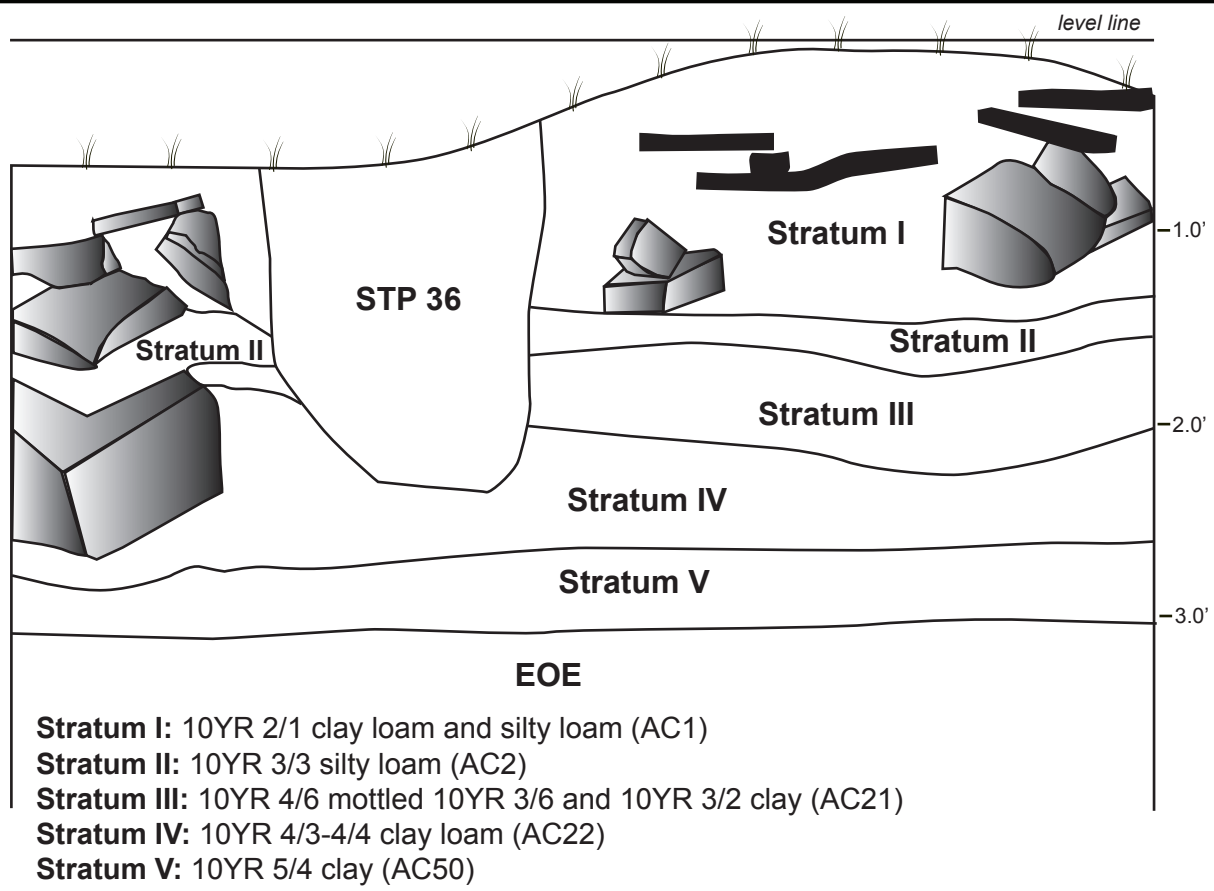 level line
1.0'
Stratum I
STP 36
Stratum II
Stratum II
Stratum III
2.0'
Stratum IV
Stratum V
3.0'
EOE
Stratum I: 10YR 2/1 clay loam and silty loam (AC1)
Stratum II: 10YR 3/3 silty loam (AC2)
Stratum III: 10YR 4/6 mottled 10YR 3/6 and 10YR 3/2 clay (AC21)
Stratum IV: 10YR 4/3-4/4 clay loam (AC22)
Stratum V: 10YR 5/4 clay (AC50)